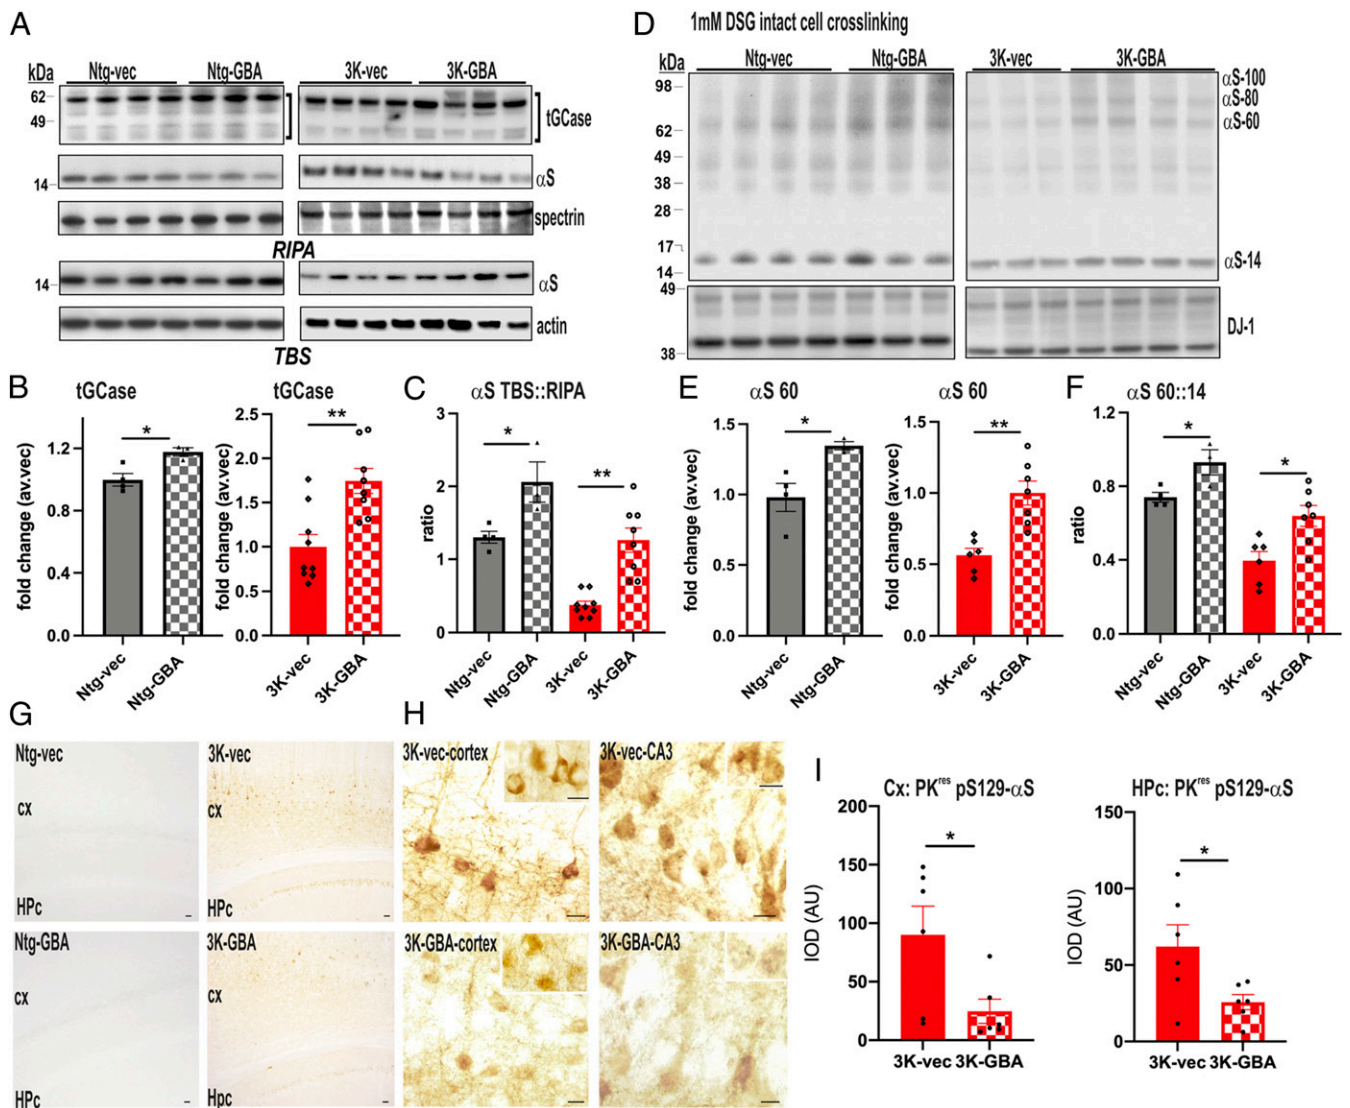 A
kDa
Ntg-vec
Ntg-GBA
3K-vec
3K-GBA
62
49
tGCase
14
αS
spectrin
RIPA
14
αS
actin
TBS
D
1mM DSG intact cell crosslinking
kDa
Ntg-vec
Ntg-GBA
3K-vec
3K-GBA
98
62
49
38
28
17
14
αS-100
αS-80
αS-60
αS-14
49
38
DJ-1
B
tGCase
fold change (av.vec)
1.2
0.8
0.4
0.0
*
Ntg-vec
Ntg-GBA
tGCase
fold change (av.vec)
2.5
2.0
1.5
1.0
0.5
0.0
**
3K-vec
3K-GBA
C
αS TBS::RIPA
ratio
3
2
1
0
*
**
Ntg-vec
Ntg-GBA
3K-vec
3K-GBA
E
αS 60
fold change (av.vec)
1.5
1.0
0.5
0.0
*
Ntg-vec
Ntg-GBA
αS 60
fold change (av.vec)
1.5
1.0
0.5
0.0
**
3K-vec
3K-GBA
F
αS 60::14
ratio
1.2
0.8
0.4
0.0
*
*
Ntg-vec
Ntg-GBA
3K-vec
3K-GBA
G
Ntg-vec
cx
HPc
3K-vec
cx
HPc
Ntg-GBA
cx
HPc
3K-GBA
cx
Hpc
H
3K-vec-cortex
3K-vec-CA3
3K-GBA-cortex
3K-GBA-CA3
I
Cx: PKres pS129-αS
IOD (AU)
200
150
100
50
0
*
3K-vec 3K-GBA
HPc: PKres pS129-αS
IOD (AU)
150
100
50
0
*
3K-vec 3K-GBA